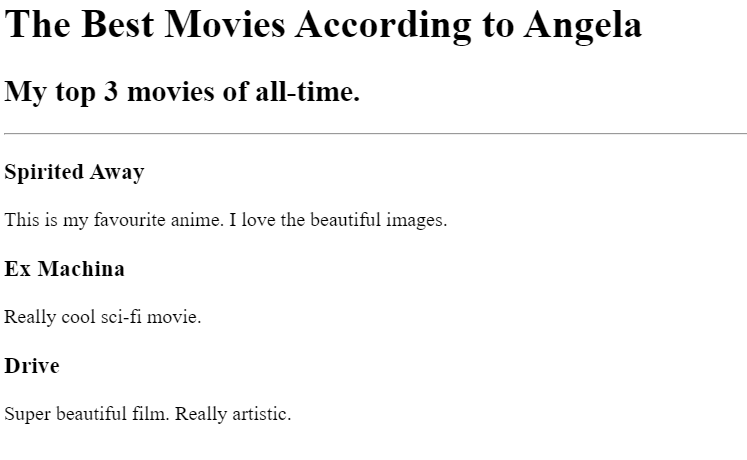 The Best Movies According to Angela
My top 3 movies of all-time.
Spirited Away
This is my favourite anime. I love the beautiful images.
Ex Machina
Really cool sci-fi movie.
Drive
Super beautiful film. Really artistic.